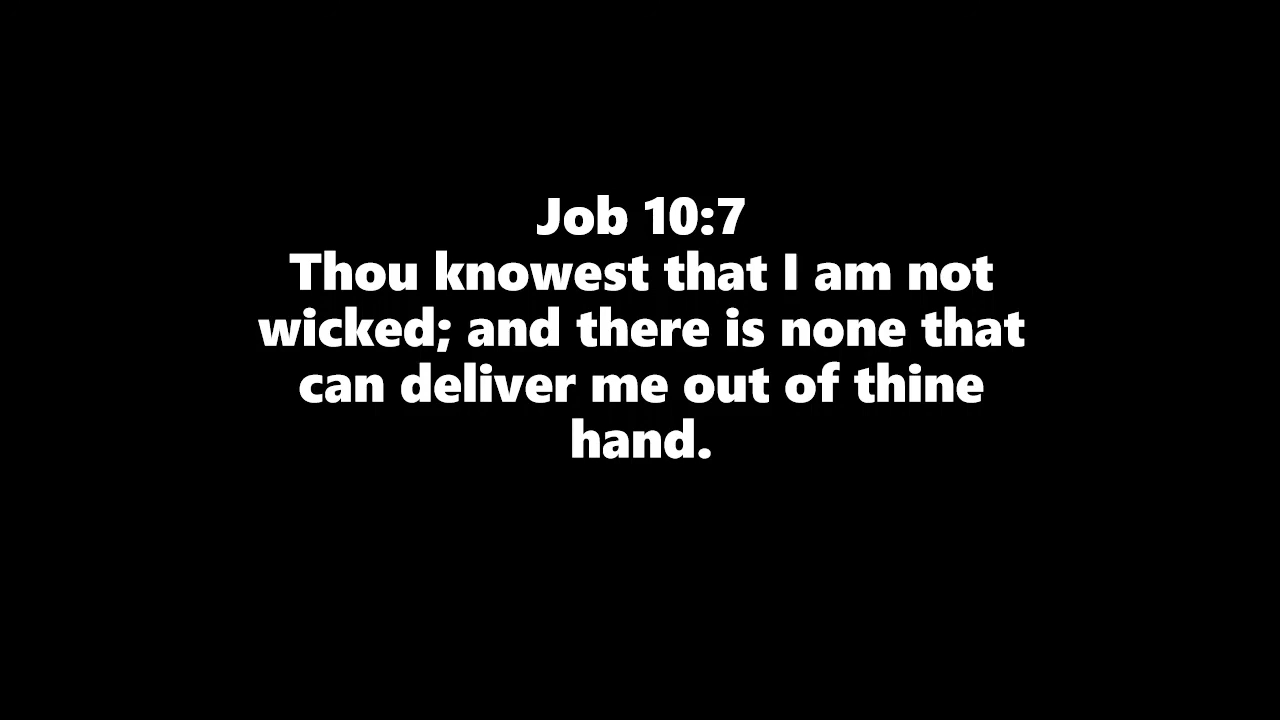 Job 10:7
Thou knowest that I am not
wicked; and there is none that
can deliver me out of thine
hand.